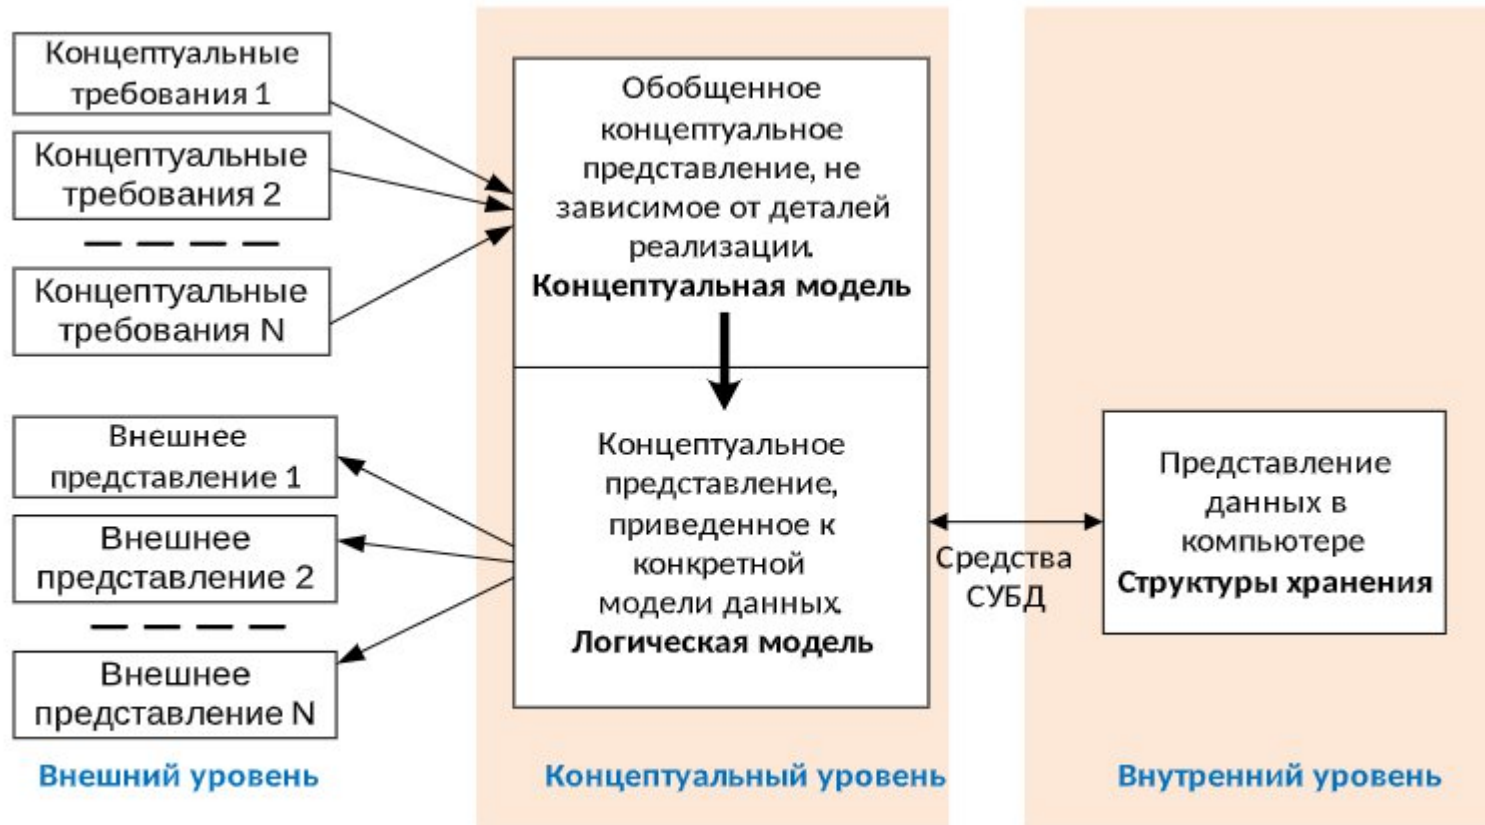 Концептуальные
требования 1
Концептуальные
требования 2
Концептуальные
требования N
Внешнее
представление 1
Внешнее
представление 2
Внешнее
представление N
Внешний уровень
Обобщенное
концептуальное
представление, не
зависимое от деталей
реализации.
Концептуальная модель
Концептуальное
представление,
приведенное к
конкретной
модели данных.
Логическая модель
Концептуальный уровень
Средства
СУБД
Представление
данных в
компьютере
Структуры хранения
Внутренний уровень